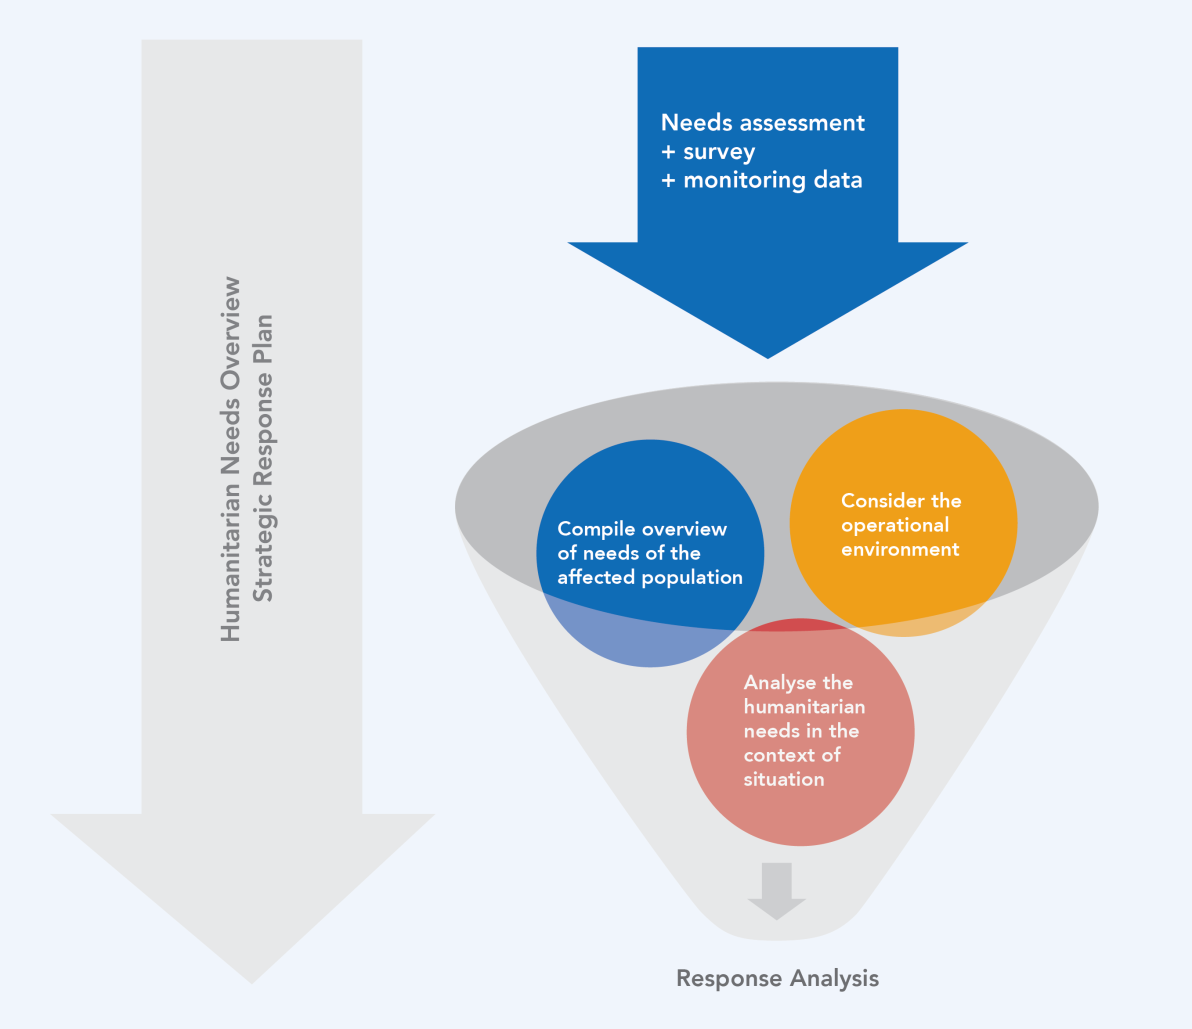 Humanitarian Needs Overview
Strategic Response Plan
Needs assessment
+ survey
+ monitoring data
Compile overview
of needs of the
affected population
Consider the
operational
environment
Analyse the
humanitarian
needs in the
context of
situation
Response Analysis